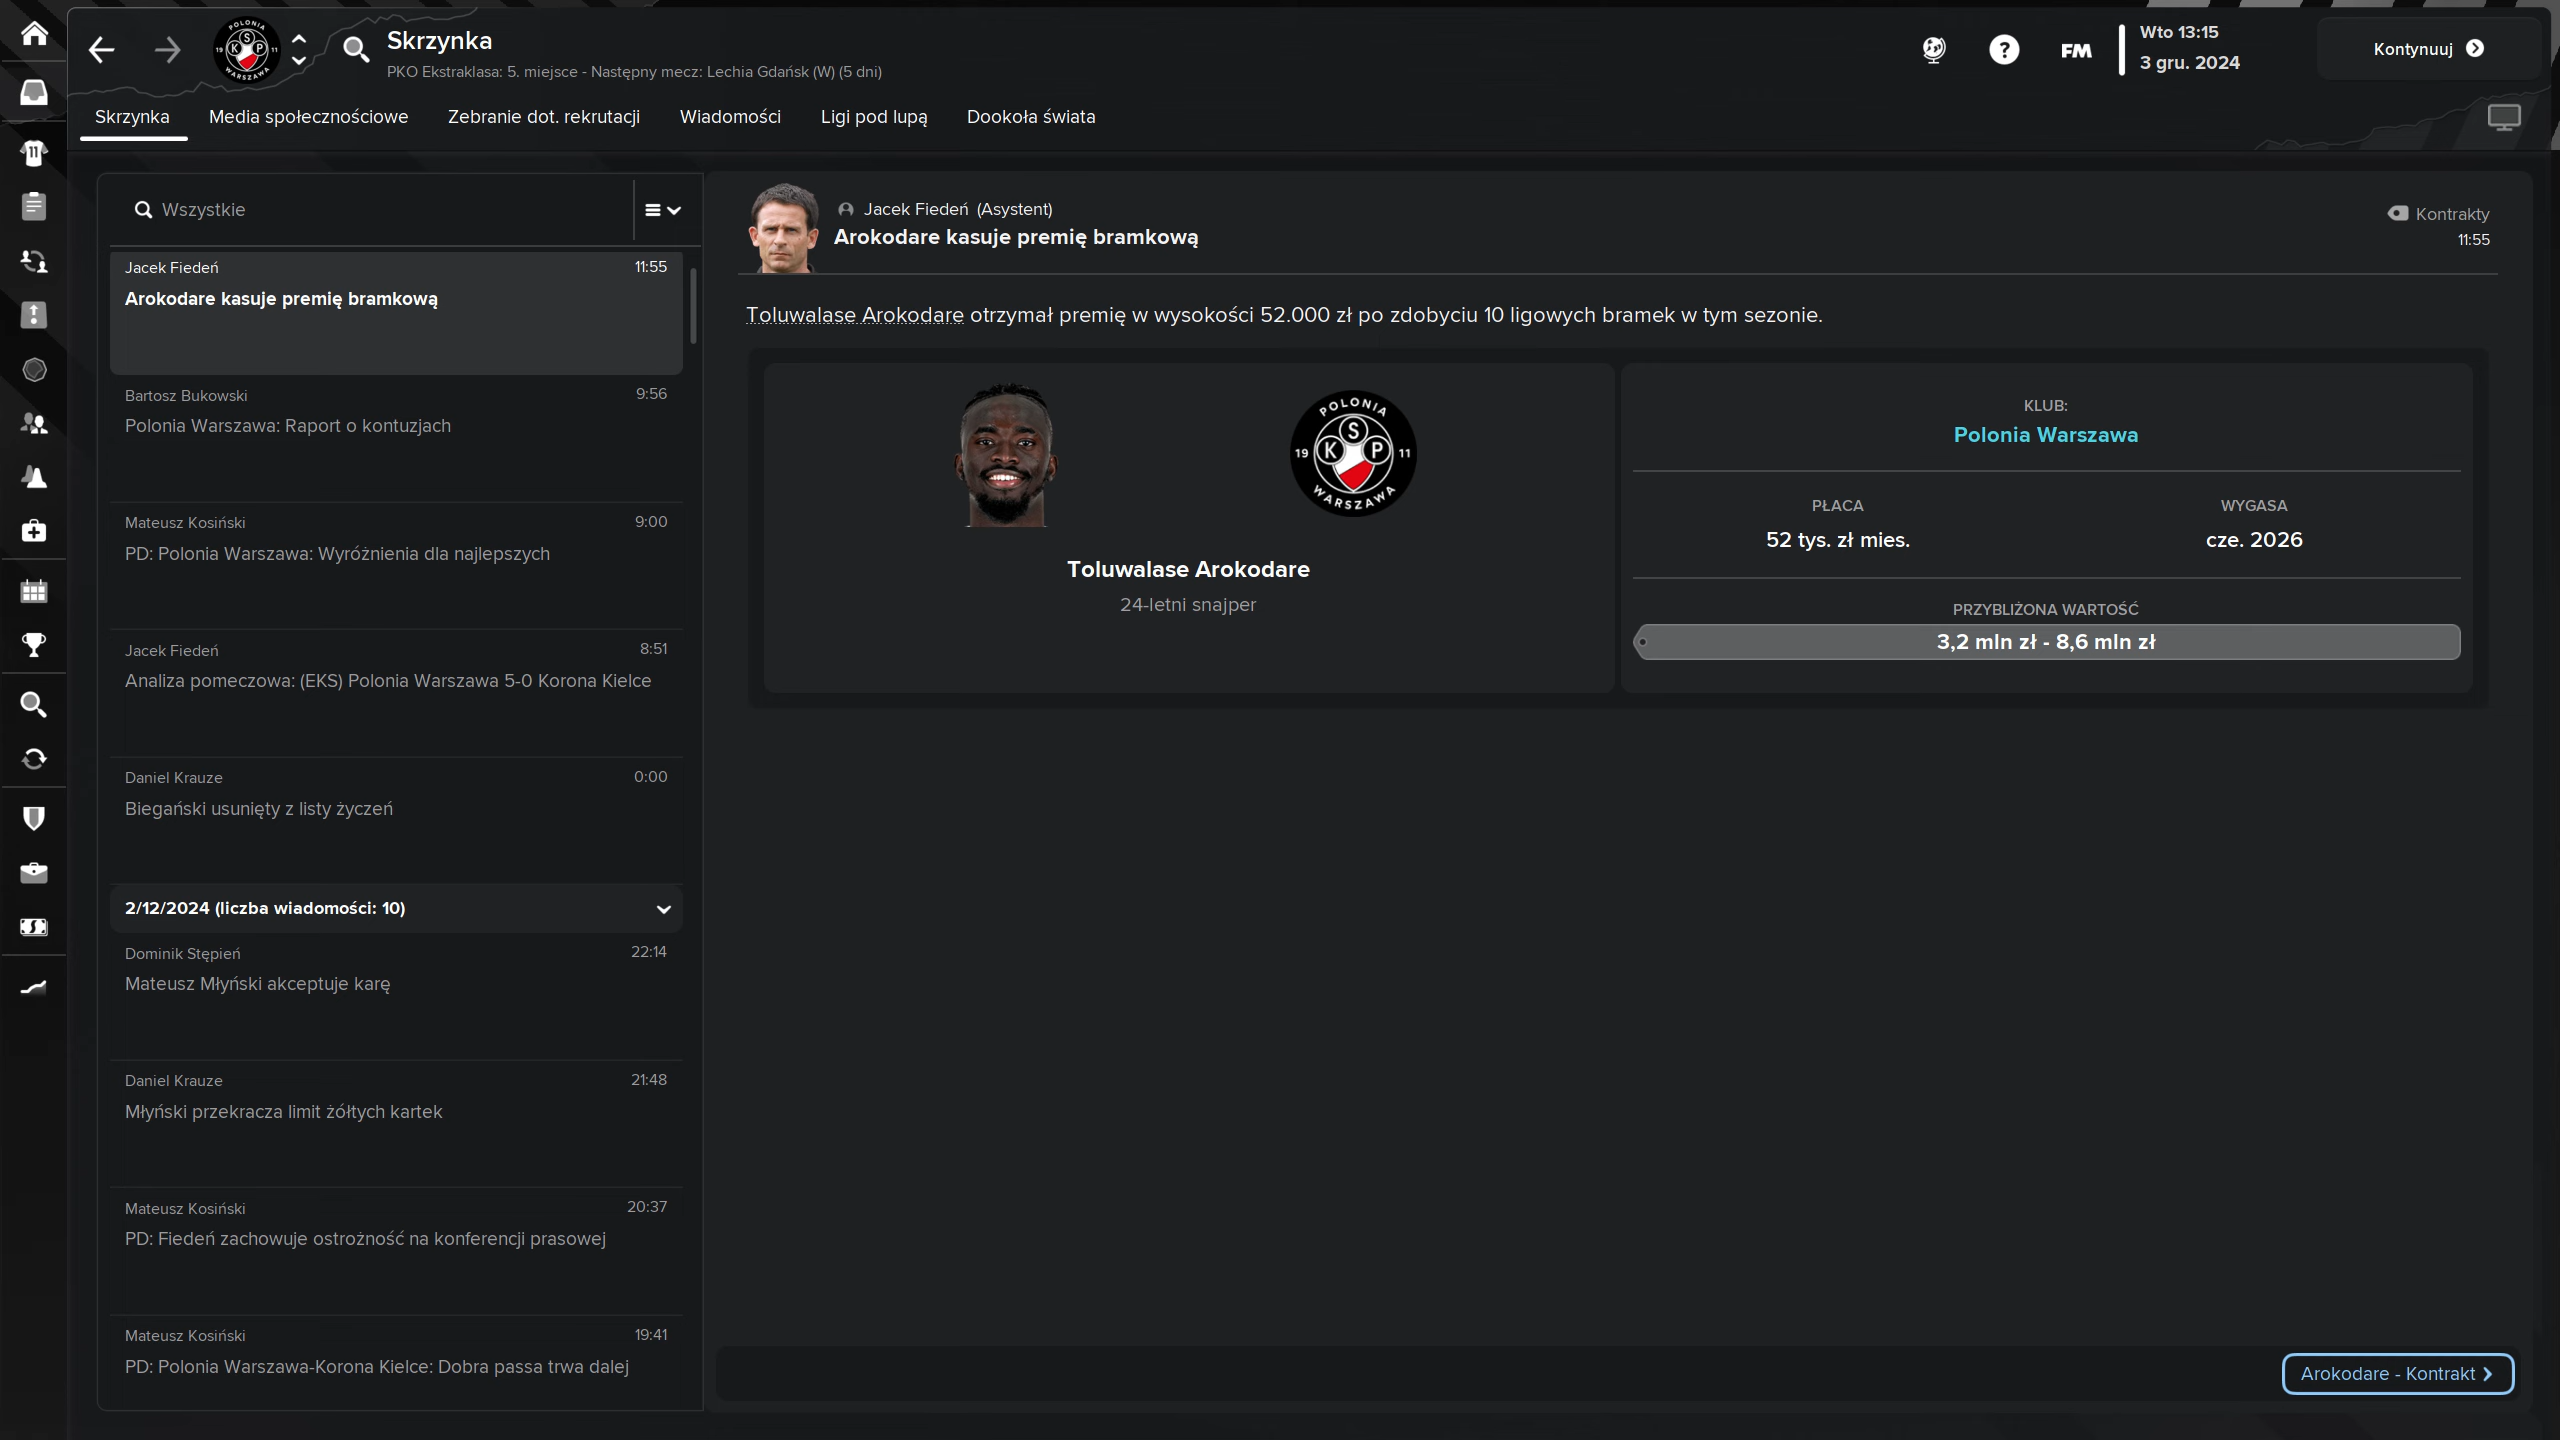 Skrzynka
PKO Ekstraklasa: 5. miejsce - Następny mecz: Lechia Gdańsk (W) (5 dni)
FM
Wto 13:15
3 gru. 2024
Kontynuuj
Skrzynka
Media społecznościowe
Zebranie dot. rekrutacji
Wiadomości
Ligi pod lupą
Dookoła świata
Wszystkie
Jacek Fiedeń 11:55
Arokodare kasuje premię bramkową
Bartosz Bukowski 9:56
Polonia Warszawa: Raport o kontuzjach
Mateusz Kosiński 9:00
PD: Polonia Warszawa: Wyróżnienia dla najlepszych
Jacek Fiedeń 8:51
Analiza pomeczowa: (EKS) Polonia Warszawa 5-0 Korona Kielce
Daniel Krauze 0:00
Biegański usunięty z listy życzeń
2/12/2024 (liczba wiadomości: 10)
Dominik Stępień 22:14
Mateusz Młyński akceptuje karę
Daniel Krauze 21:48
Młyński przekracza limit żółtych kartek
Mateusz Kosiński 20:37
PD: Fiedeń zachowuje ostrożność na konferencji prasowej
Mateusz Kosiński 19:41
PD: Polonia Warszawa-Korona Kielce: Dobra passa trwa dalej
Jacek Fiedeń (Asystent)
Arokodare kasuje premię bramkową
Kontrakty
11:55
Toluwalase Arokodare otrzymał premię w wysokości 52.000 zł po zdobyciu 10 ligowych bramek w tym sezonie.
POLONIA
19 KSP 11
WARSZAWA
Toluwalase Arokodare
24-letni snajper
KLUB:
Polonia Warszawa
PŁACA
52 tys. zł mies.
WYGASA
cze. 2026
PRZYBLIŻONA WARTOŚĆ
3,2 mln zł - 8,6 mln zł
Arokodare - Kontrakt